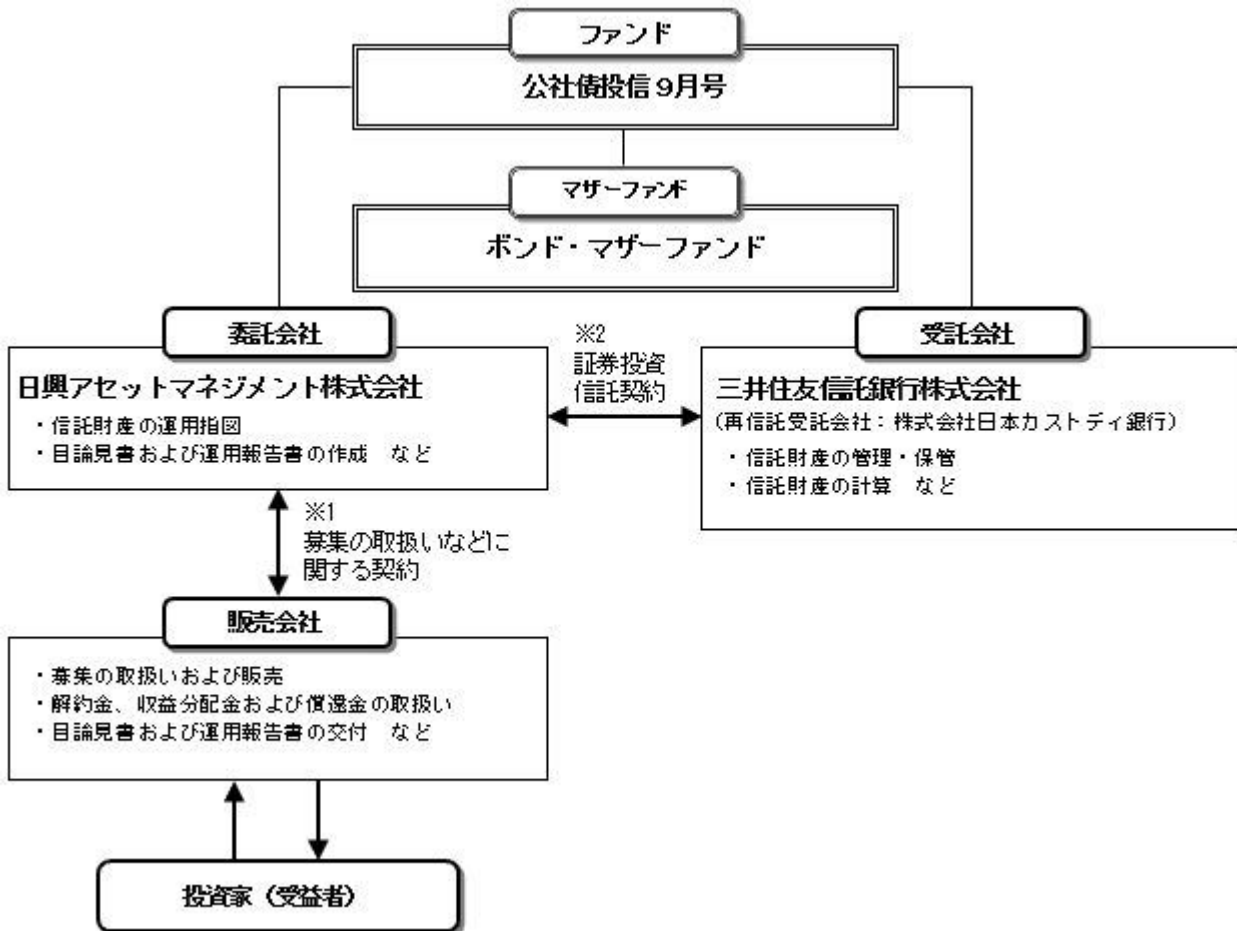 ファンド
公社債投信9月号
マザーファンド
ボンド・マザーファンド
委託会社
日興アセットマネジメント株式会社
・信託財産の運用指図
・目論見書および運用報告書の作成 など
※2
証券投資
信託契約
受託会社
三井住友信託銀行株式会社
(再信託受託会社:株式会社日本カストディ銀行)
・信託財産の管理・保管
・信託財産の計算 など
※1
募集の取扱いなどに
関する契約
販売会社
・募集の取扱いおよび販売
・解約金、収益分配金および償還金の取扱い
・目論見書および運用報告書の交付 など
投資家(受益者)